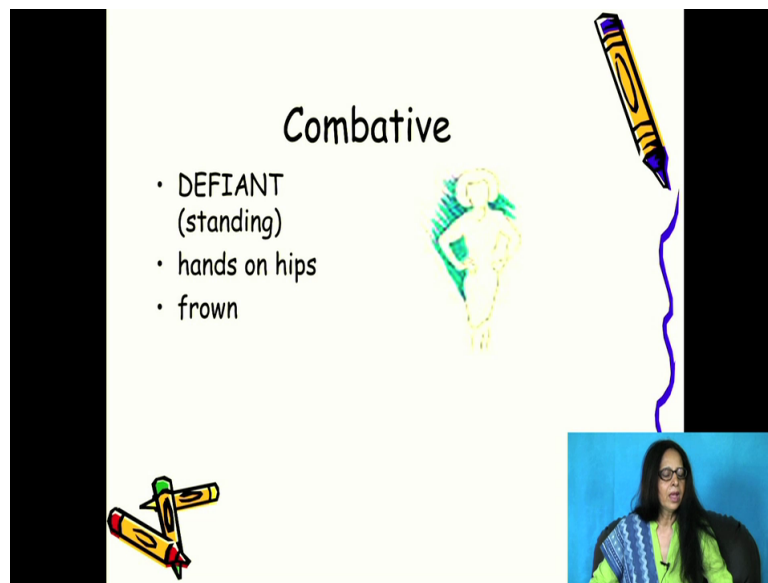 Combative
• DEFIANT
(standing)
• hands on hips
• frown